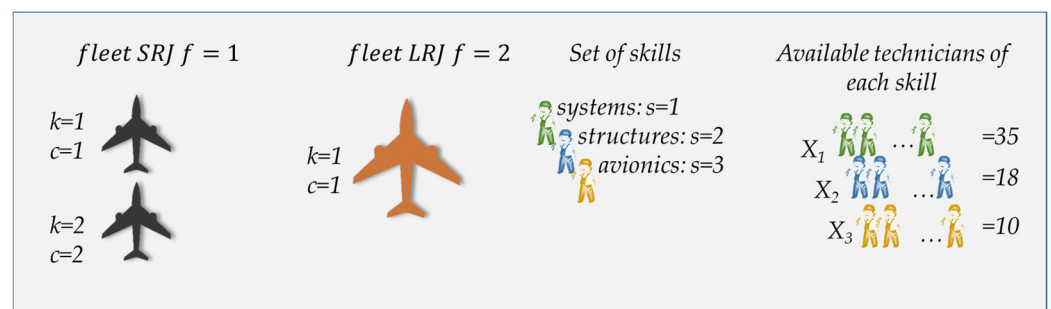 fleet SRJ f = 1
k=1
c=1
k=2
c=2
fleet LRJ f = 2
k=1
c=1
Set of skills
systems: s=1
structures: s=2
avionics: s=3
Available technicians of
each skill
X1 ... =35
X2 ... =18
X3 ... =10